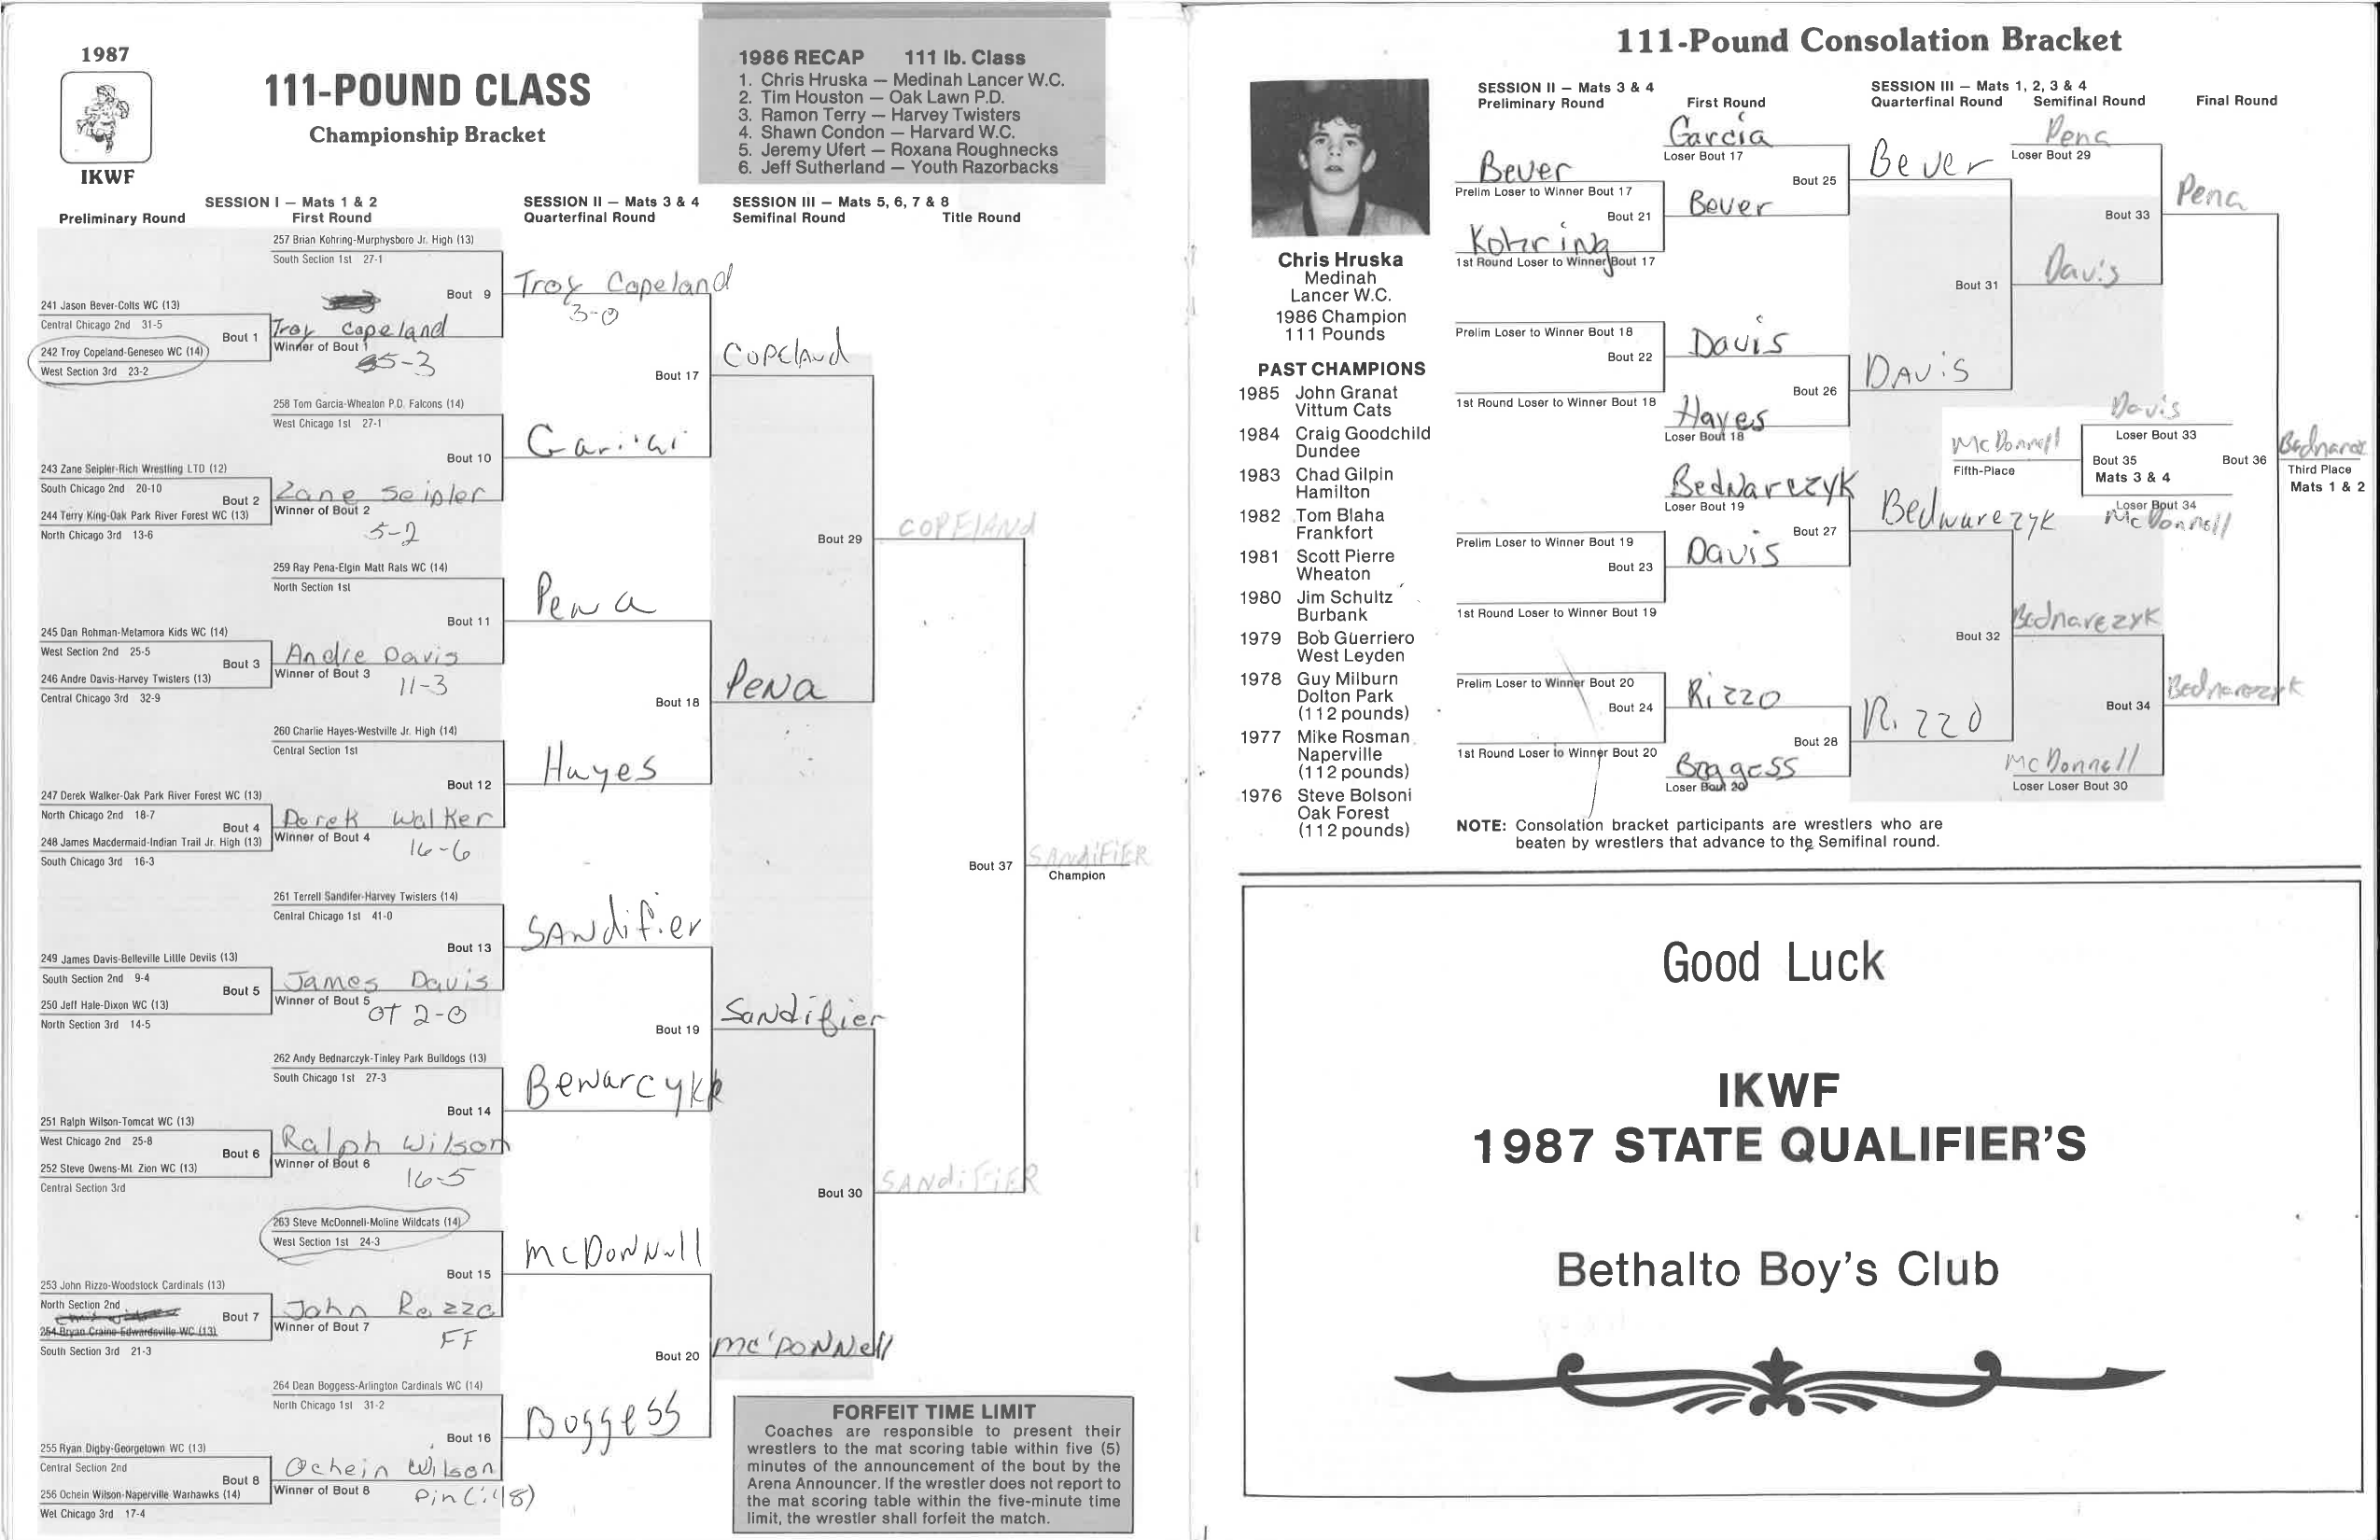 1987
IKWF
111-POUND CLASS
Championship Bracket
1986 RECAP 111 lb. Class
1. Chris Hruska — Medinah Lancer W.C.
2. Tim Houston — Oak Lawn P.D.
3. Ramon Terry — Harvey Twisters
4. Shawn Condon — Harvard W.C.
5. Jeremy Ufert — Roxana Roughnecks
6. Jeff Sutherland — Youth Razorbacks
SESSION I — Mats 1 & 2
Preliminary Round First Round
SESSION II — Mats 3 & 4
Quarterfinal Round
SESSION III — Mats 5, 6, 7 & 8
Semifinal Round Title Round
257 Brian Kohring-Murphysboro Jr. High (13)
South Section 1st 27-1
Bout 9
Troy Copeland
3-0
241 Jason Bever-Colts WC (13)
Central Chicago 2nd 31-5
Bout 1
Troy Copeland
Winner of Bout 1
5-3
242 Troy Copeland-Geneseo WC (14)
West Section 3rd 23-2
Bout 17
Copeland
258 Tom Garcia-Wheaton P.D. Falcons (14)
West Chicago 1st 27-1
Bout 10
243 Zane Seipler-Rich Wrestling LTD (12)
South Chicago 2nd 20-10
Bout 2
Zane Seipler
Winner of Bout 2
5-2
244 Terry King-Oak Park River Forest WC (13)
North Chicago 3rd 13-6
Bout 29
COPELAND
259 Ray Pena-Elgin Matt Rats WC (14)
North Section 1st
Bout 11
Pena
245 Dan Rohman-Metamora Kids WC (14)
West Section 2nd 25-5
Bout 3
Andre Davis
Winner of Bout 3
11-3
246 Andre Davis-Harvey Twisters (13)
Central Chicago 3rd 32-9
Bout 18
Pena
260 Charlie Hayes-Westville Jr. High (14)
Central Section 1st
Bout 12
Hayes
247 Derek Walker-Oak Park River Forest WC (13)
North Chicago 2nd 18-7
Bout 4
Derek Walker
Winner of Bout 4
16-6
248 James Macdermaid-Indian Trail Jr. High (13)
South Chicago 3rd 16-3
Bout 37
SANDIFIER
Champion
261 Terrell Sandifer-Harvey Twisters (14)
Central Chicago 1st 41-0
Bout 13
SANdifier
249 James Davis-Belleville Little Devils (13)
South Section 2nd 9-4
Bout 5
James Davis
Winner of Bout 5
OT 2-0
250 Jeff Hale-Dixon WC (13)
North Section 3rd 14-5
Bout 19
Sandifier
262 Andy Bednarczyk-Tinley Park Bulldogs (13)
South Chicago 1st 27-3
Bout 14
Benarcykk
251 Ralph Wilson-Tomcat WC (13)
West Chicago 2nd 25-8
Bout 6
Ralph Wilson
Winner of Bout 6
16-5
252 Steve Owens-Mt. Zion WC (13)
Central Section 3rd
Bout 30
SANdiFiER
263 Steve McDonnell-Moline Wildcats (14)
West Section 1st 24-3
Bout 15
McDonnell
253 John Rizzo-Woodstock Cardinals (13)
North Section 2nd
Bout 7
John Razzo
Winner of Bout 7
FF
254 Bryan Craine-Edwardsville WC (13)
South Section 3rd 21-3
Bout 20
Mc'Donnell
264 Dean Boggess-Arlington Cardinals WC (14)
North Chicago 1st 31-2
Bout 16
Boggess
255 Ryan Digby-Georgetown WC (13)
Central Section 2nd
Bout 8
Ochein Wilson
Winner of Bout 8
Pin (:48)
256 Ochein Wilson-Naperville Warhawks (14)
Wet Chicago 3rd 17-4
FORFEIT TIME LIMIT
Coaches are responsible to present their
wrestlers to the mat scoring table within five (5)
minutes of the announcement of the bout by the
Arena Announcer. If the wrestler does not report to
the mat scoring table within the five-minute time
limit, the wrestler shall forfeit the match.
111-Pound Consolation Bracket
Chris Hruska
Medinah
Lancer W.C.
1986 Champion
111 Pounds
PAST CHAMPIONS
1985 John Granat
Vittum Cats
1984 Craig Goodchild
Dundee
1983 Chad Gilpin
Hamilton
1982 Tom Blaha
Frankfort
1981 Scott Pierre
Wheaton
1980 Jim Schultz
Burbank
1979 Bob Guerriero
West Leyden
1978 Guy Milburn
Dolton Park
(112 pounds)
1977 Mike Rosman
Naperville
(112 pounds)
1976 Steve Bolsoni
Oak Forest
(112 pounds)
SESSION II — Mats 3 & 4
Preliminary Round First Round
SESSION III — Mats 1, 2, 3 & 4
Quarterfinal Round Semifinal Round Final Round
Garcia
Loser Bout 17
Bever
Prelim Loser to Winner Bout 17
Bout 21
Bever
Kohring
1st Round Loser to Winner Bout 17
Bout 25
Bever
Pena
Loser Bout 29
Bout 33
Pena
Bout 31
Davis
Prelim Loser to Winner Bout 18
Bout 22
Davis
1st Round Loser to Winner Bout 18
Bout 26
Davis
Hayes
Loser Bout 18
Davis
Loser Bout 33
McDonnell
Fifth-Place
Bout 35
Mats 3 & 4
Loser Bout 34
McDonnell
Bout 36
Bednarcz
Third Place
Mats 1 & 2
Bednarczyk
Loser Bout 19
Bout 27
Bedwarezyk
Prelim Loser to Winner Bout 19
Bout 23
Davis
1st Round Loser to Winner Bout 19
Bout 32
Bednarezyk
Prelim Loser to Winner Bout 20
Bout 24
Rizzo
1st Round Loser to Winner Bout 20
Bout 28
Rizzo
Boggess
Loser Bout 20
Bout 34
Bednarezyk
McDonnell
Loser Loser Bout 30
NOTE: Consolation bracket participants are wrestlers who are
beaten by wrestlers that advance to the Semifinal round.
Good Luck
IKWF
1987 STATE QUALIFIER'S
Bethalto Boy's Club